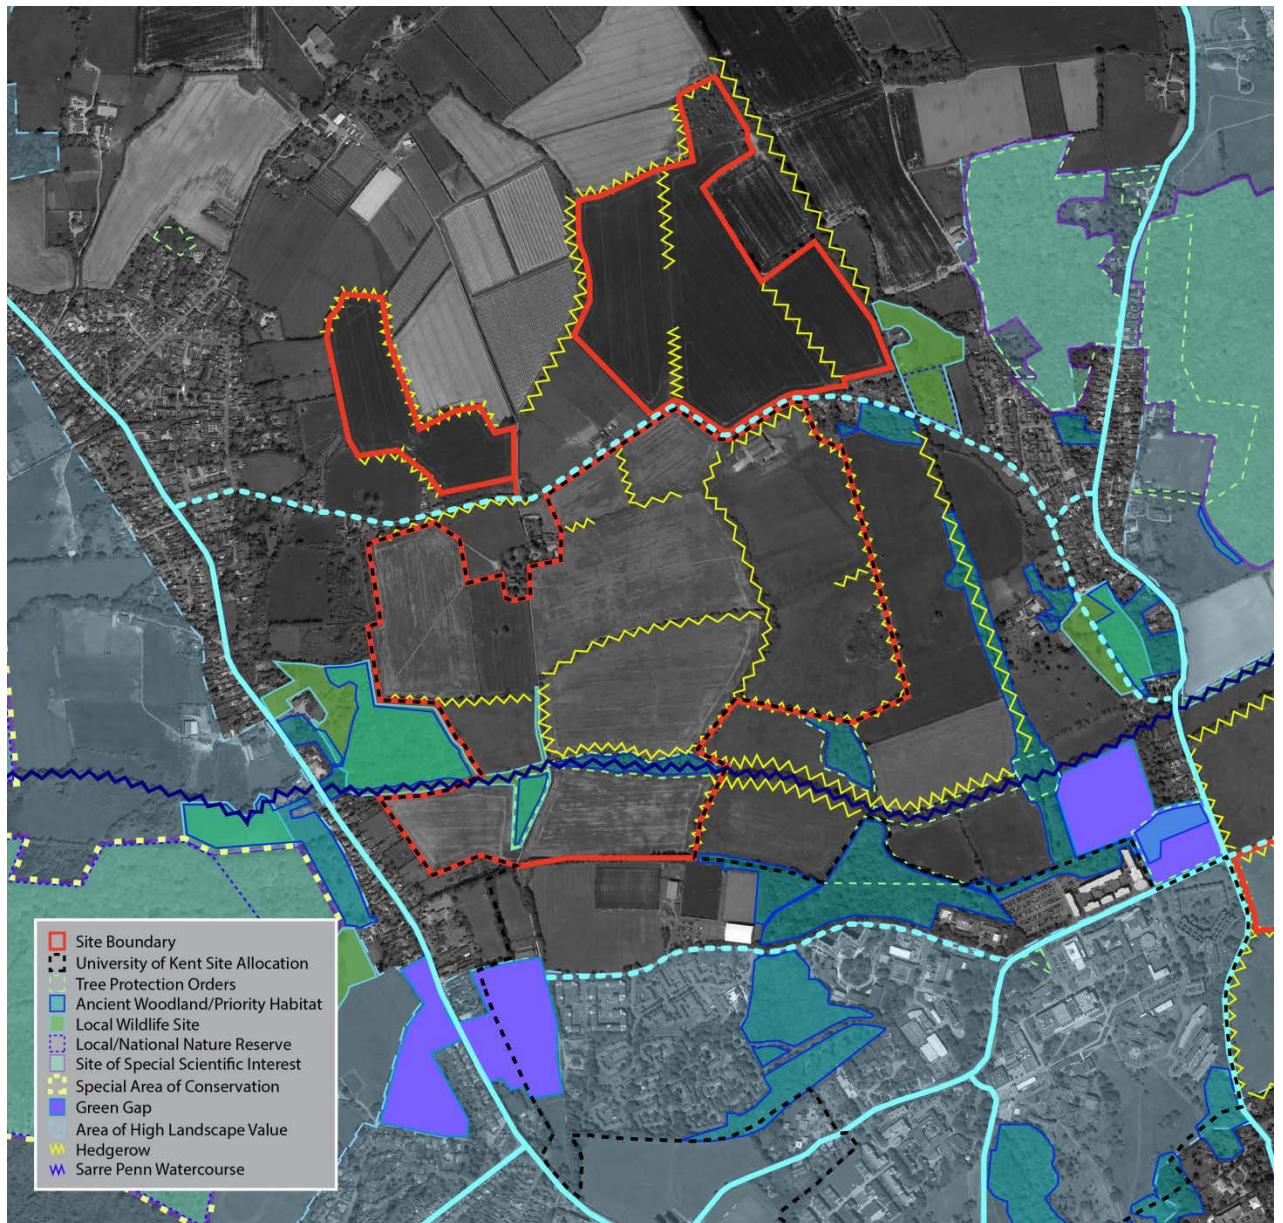 Site Boundary
University of Kent Site Allocation
Tree Protection Orders
Ancient Woodland/Priority Habitat
Local Wildlife Site
Local/National Nature Reserve
Site of Special Scientific Interest
Special Area of Conservation
Green Gap
Area of High Landscape Value
Hedgerow
Sarre Penn Watercourse